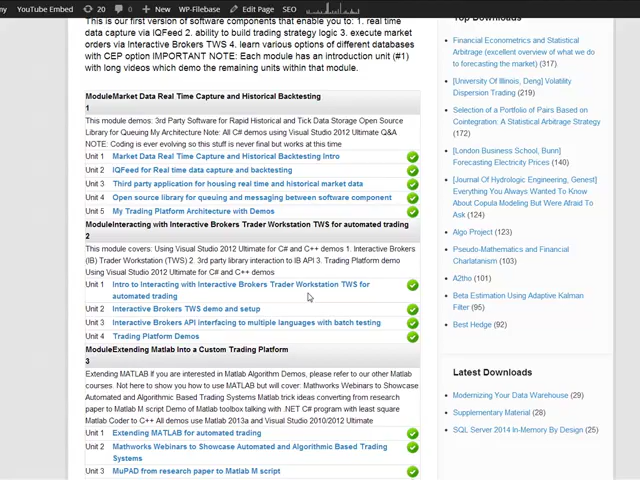 YouTube Embed 20 0 New WP-Filebase Edit Page SEO
This is our first version of software components that enable you to: 1. real time
data capture via IQFeed 2. ability to build trading strategy logic 3. execute market
orders via Interactive Brokers TWS 4. learn various options of different databases
with CEP option IMPORTANT NOTE: Each module has an introduction unit (#1)
with long videos which demo the remaining units within that module.
Module Market Data Real Time Capture and Historical Backtesting
1
This module demos: 3rd Party Software for Rapid Historical and Tick Data Storage Open Source
Library for Queuing My Architecture Note: All C# demos using Visual Studio 2012 Ultimate Q&A
NOTE: Coding is ever evolving so this stuff is never final but works at this time
Unit 1 Market Data Real Time Capture and Historical Backtesting Intro
Unit 2 IQFeed for Real time data capture and backtesting
Unit 3 Third party application for housing real time and historical market data
Unit 4 Open source library for queuing and messaging between software component
Unit 5 My Trading Platform Architecture with Demos
Module Interacting with Interactive Brokers Trader Workstation TWS for automated trading
2
This module covers: Using Visual Studio 2012 Ultimate for C# and C++ demos 1. Interactive Brokers
(IB) Trader Workstation (TWS) 2. 3rd party library interaction to IB API 3. Trading Platform demo
Using Visual Studio 2012 Ultimate for C# and C++ demos
Unit 1 Intro to Interacting with Interactive Brokers Trader Workstation TWS for
automated trading
Unit 2 Interactive Brokers TWS demo and setup
Unit 3 Interactive Brokers API interfacing to multiple languages with batch testing
Unit 4 Trading Platform Demos
Module Extending Matlab Into a Custom Trading Platform
3
Extending MATLAB If you are interested in Matlab Algorithm Demos, please refer to our other Matlab
courses. Not here to show you how to use MATLAB but will cover: Mathworks Webinars to Showcase
Automated and Algorithmic Based Trading Systems Matlab trick ideas converting from research
paper to Matlab M script Demo of Matlab toolbox talking with .NET C# program with least square
Matlab Coder to C++ All demos use Matlab 2013a and Visual Studio 2010/2012 Ultimate
Unit 1 Extending MATLAB for automated trading
Unit 2 Mathworks Webinars to Showcase Automated and Algorithmic Based Trading
Systems
Unit 3 MuPAD from research paper to Matlab M script
Top Downloads
Financial Econometrics and Statistical
Arbitrage (excellent overview of what we do
to forecasting the market) (317)
[University Of Illinois, Deni] Volatility
Dispersion Trading (219)
Selection of a Portfolio of Pairs Based on
Cointegration: A Statistical Arbitrage Strategy
(172)
[London Business School, Bunn]
Forecasting Electricity Prices (140)
[Journal Of Hydrologic Engineering, Genest]
Everything You Always Wanted To Know
About Copula Modeling But Were Afraid To
Ask (124)
Algo Project (123)
Pseudo-Mathematics and Financial
Charlatanism (103)
A2tho (101)
Beta Estimation Using Adaptive Kalman
Filter (95)
Best Hedge (92)
Latest Downloads
Modernizing Your Data Warehouse (29)
Supplementary Material (28)
SQL Server 2014 In-Memory By Design (25)